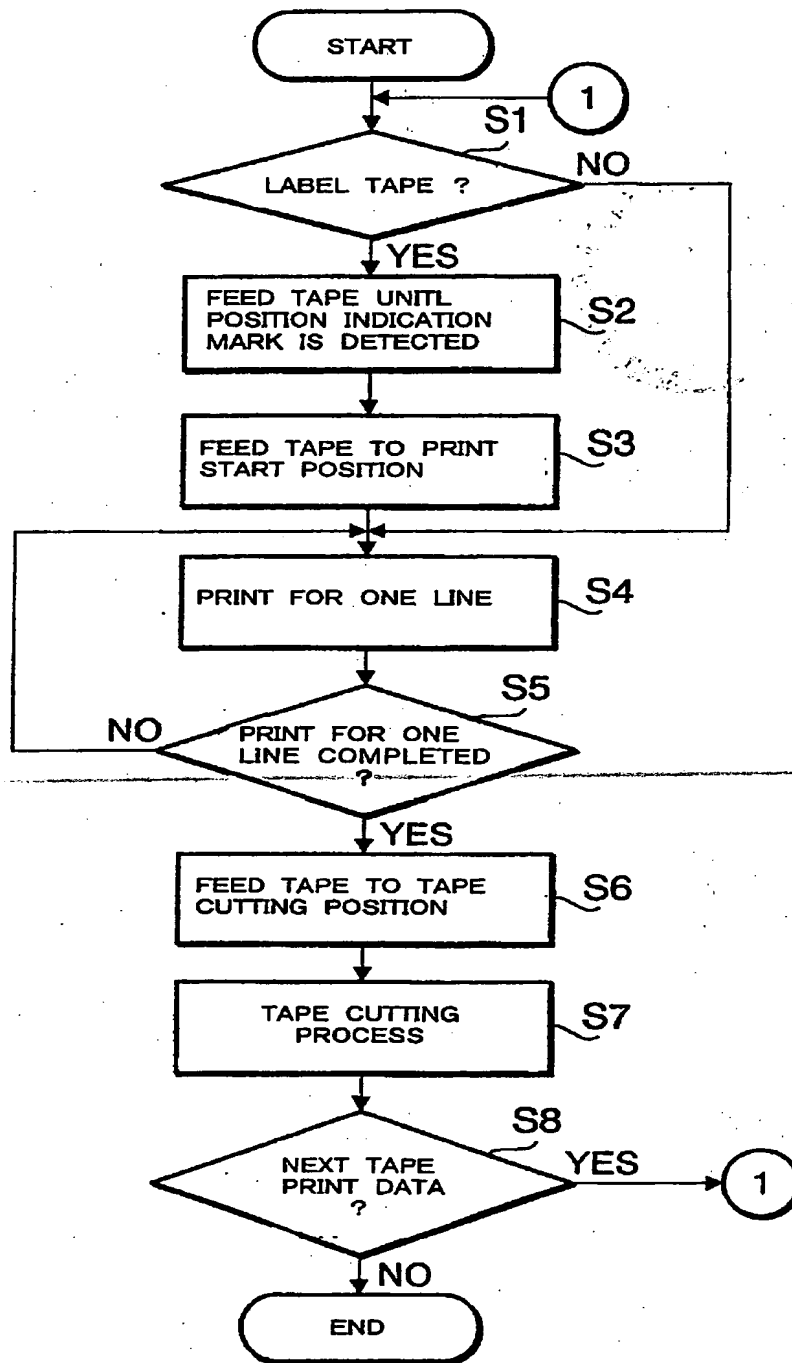 START
1
S1
LABEL TAPE ?
NO
YES
FEED TAPE UNITL
POSITION INDICATION
MARK IS DETECTED
S2
FEED TAPE TO PRINT
START POSITION
S3
PRINT FOR ONE LINE
S4
S5
NO
PRINT FOR ONE
LINE COMPLETED
?
YES
FEED TAPE TO TAPE
CUTTING POSITION
S6
TAPE CUTTING
PROCESS
S7
S8
NEXT TAPE
PRINT DATA
?
YES
1
NO
END